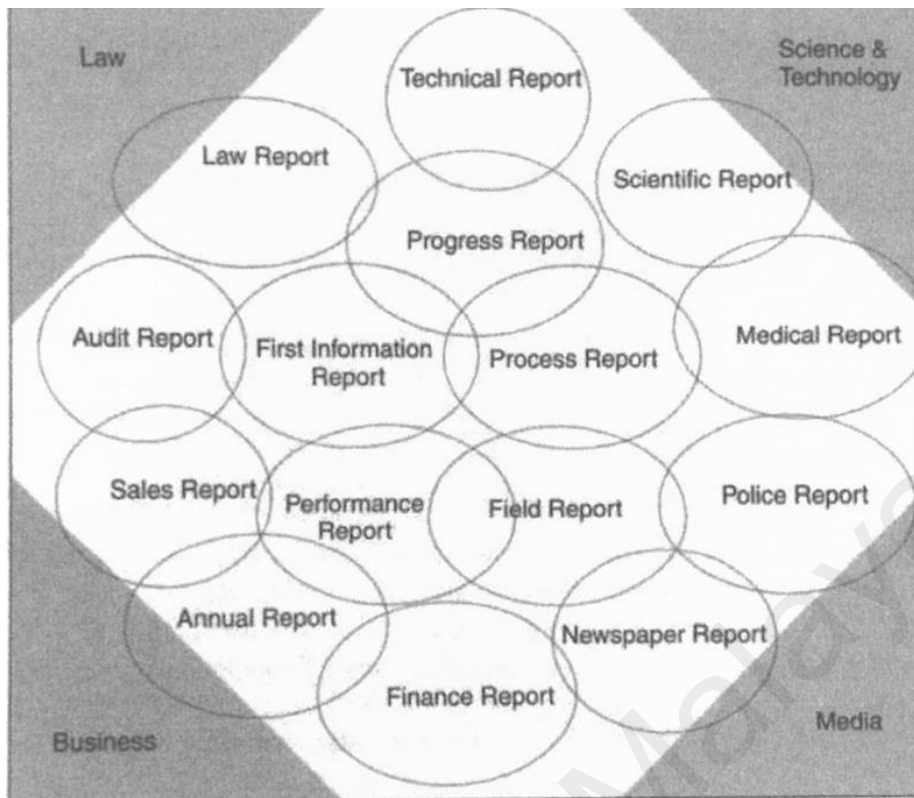 Law
Science &
Technology
Technical Report
Law Report
Scientific Report
Progress Report
Audit Report
First Information
Report
Process Report
Medical Report
Sales Report
Performance
Report
Field Report
Police Report
Annual Report
Newspaper Report
Finance Report
Business
Media
Malaya